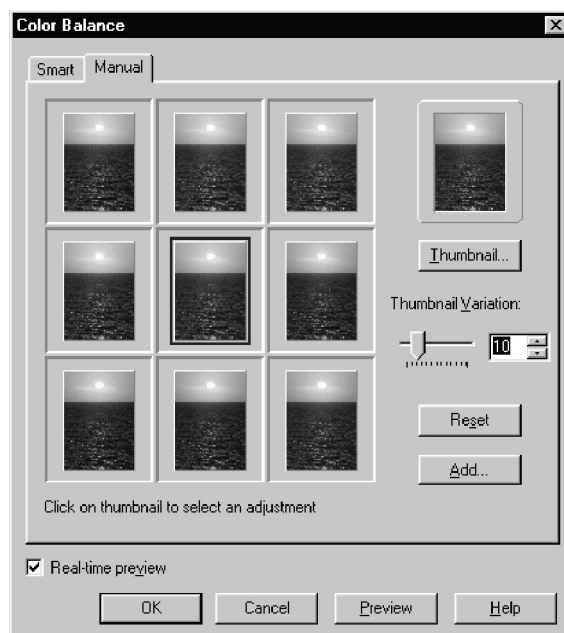 Color Balance
Smart Manual
Thumbnail...
Thumbnail Variation:
10
Reset
Add...
Click on thumbnail to select an adjustment
Real-time preview
OK Cancel Preview Help